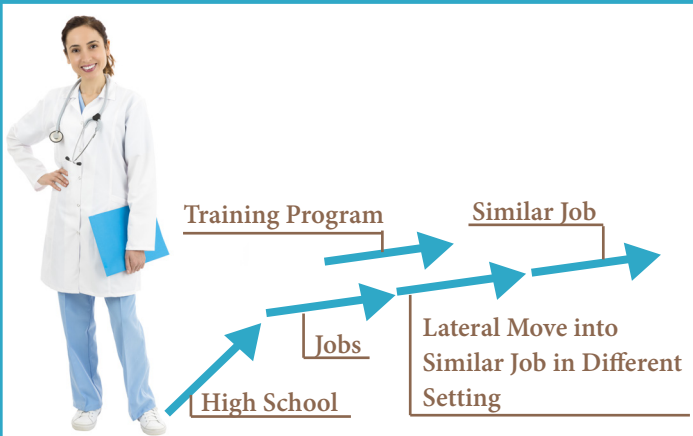 Training Program
Similar Job
Jobs
Lateral Move into
Similar Job in Different
Setting
High School